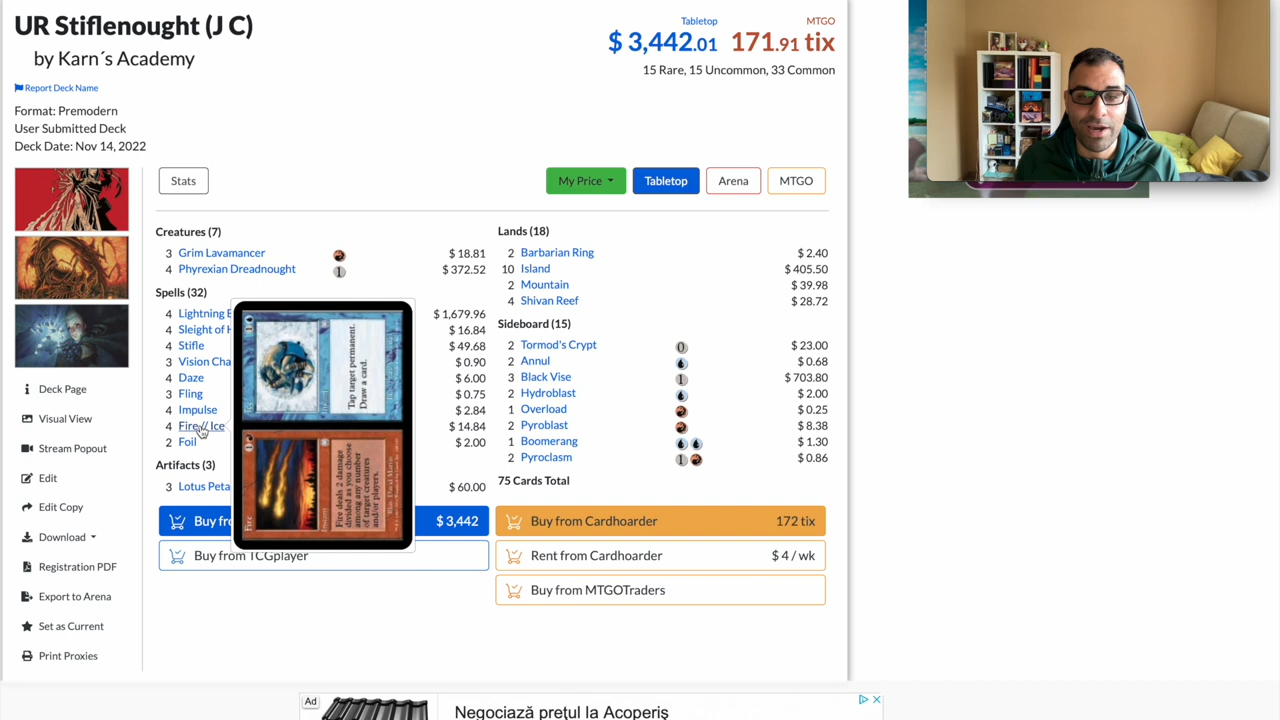 UR Stiflenought (J C)
by Karn´s Academy
Report Deck Name
Tabletop
$ 3,442.01
MTGO
171.91 tix
15 Rare, 15 Uncommon, 33 Common
Format: Premodern
User Submitted Deck
Deck Date: Nov 14, 2022
Stats
My Price
Tabletop
Arena
MTGO
Creatures (7)
3 Grim Lavamancer $ 18.81
4 Phyrexian Dreadnought 1 $ 372.52
Spells (32)
4 Lightning $ 1,679.96
4 Sleight of $ 16.84
4 Stifle $ 49.68
3 Vision Cha $ 0.90
4 Daze $ 6.00
3 Fling $ 0.75
4 Impulse $ 2.84
4 Fire // Ice $ 14.84
2 Foil $ 2.00
Artifacts (3)
3 Lotus Peta $ 60.00
Lands (18)
2 Barbarian Ring $ 2.40
10 Island $ 405.50
2 Mountain $ 39.98
4 Shivan Reef $ 28.72
Sideboard (15)
2 Tormod's Crypt 0 $ 23.00
2 Annul $ 0.68
3 Black Vise 1 $ 703.80
2 Hydroblast $ 2.00
1 Overload $ 0.25
2 Pyroblast $ 8.38
1 Boomerang $ 1.30
2 Pyroclasm 1 $ 0.86
75 Cards Total
Tap target permanent.
Draw a card.
Fire
Instant
Fire deals 2 damage
divided as you choose
among any number
of target creatures
and/or players.
Buy fro $ 3,442
Buy from TCGplayer
Buy from Cardhoarder 172 tix
Rent from Cardhoarder $ 4 / wk
Buy from MTGOTraders
Deck Page
Visual View
Stream Popout
Edit
Edit Copy
Download
Registration PDF
Export to Arena
Set as Current
Print Proxies
Ad
Negociază prețul la Acoperiș